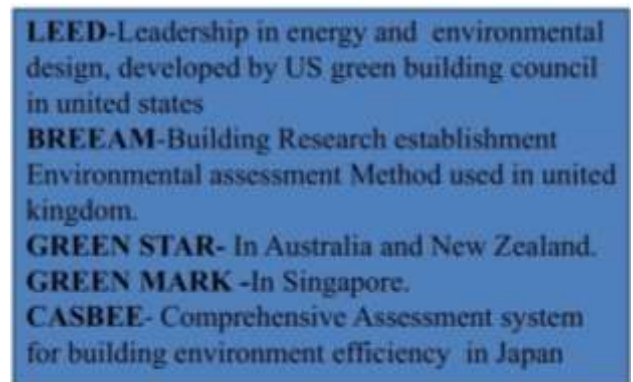 LEED-Leadership in energy and environmental
design, developed by US green building council
in united states
BREEAM-Building Research establishment
Environmental assessment Method used in united
kingdom.
GREEN STAR- In Australia and New Zealand.
GREEN MARK -In Singapore.
CASBEE- Comprehensive Assessment system
for building environment efficiency in Japan